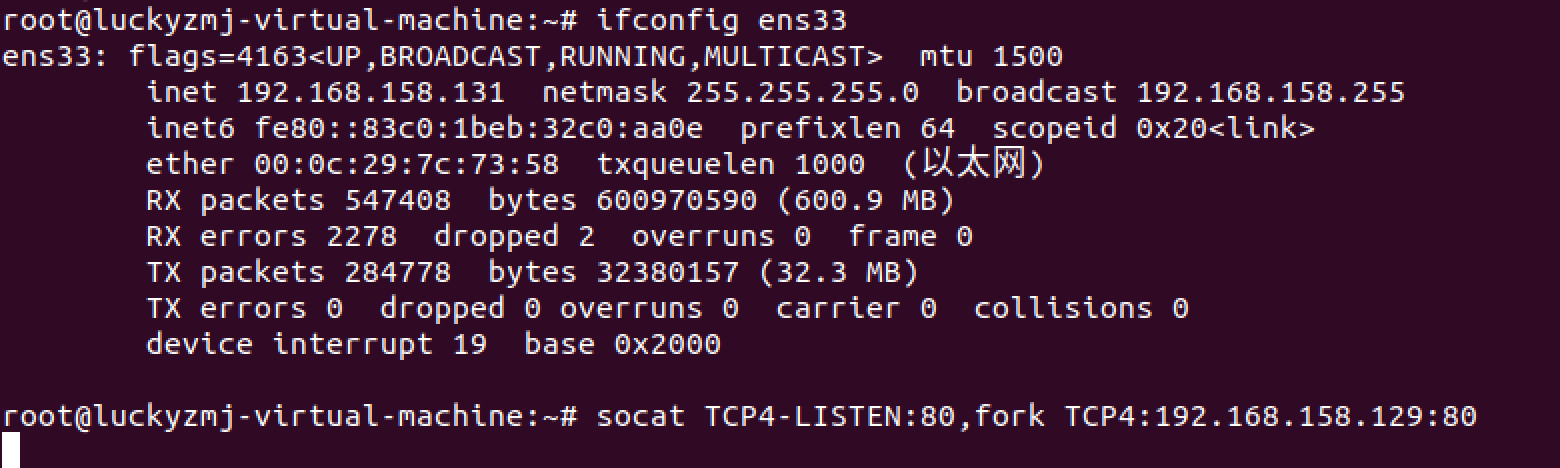 root@luckyzmj-virtual-machine:~# ifconfig ens33
ens33: flags=4163<UP,BROADCAST,RUNNING,MULTICAST>  mtu 1500
        inet 192.168.158.131  netmask 255.255.255.0  broadcast 192.168.158.255
        inet6 fe80::83c0:1beb:32c0:aa0e  prefixlen 64  scopeid 0x20<link>
        ether 00:0c:29:7c:73:58  txqueuelen 1000  (以太网)
        RX packets 547408  bytes 600970590 (600.9 MB)
        RX errors 2278  dropped 2  overruns 0  frame 0
        TX packets 284778  bytes 32380157 (32.3 MB)
        TX errors 0  dropped 0 overruns 0  carrier 0  collisions 0
        device interrupt 19  base 0x2000
root@luckyzmj-virtual-machine:~# socat TCP4-LISTEN:80,fork TCP4:192.168.158.129:80